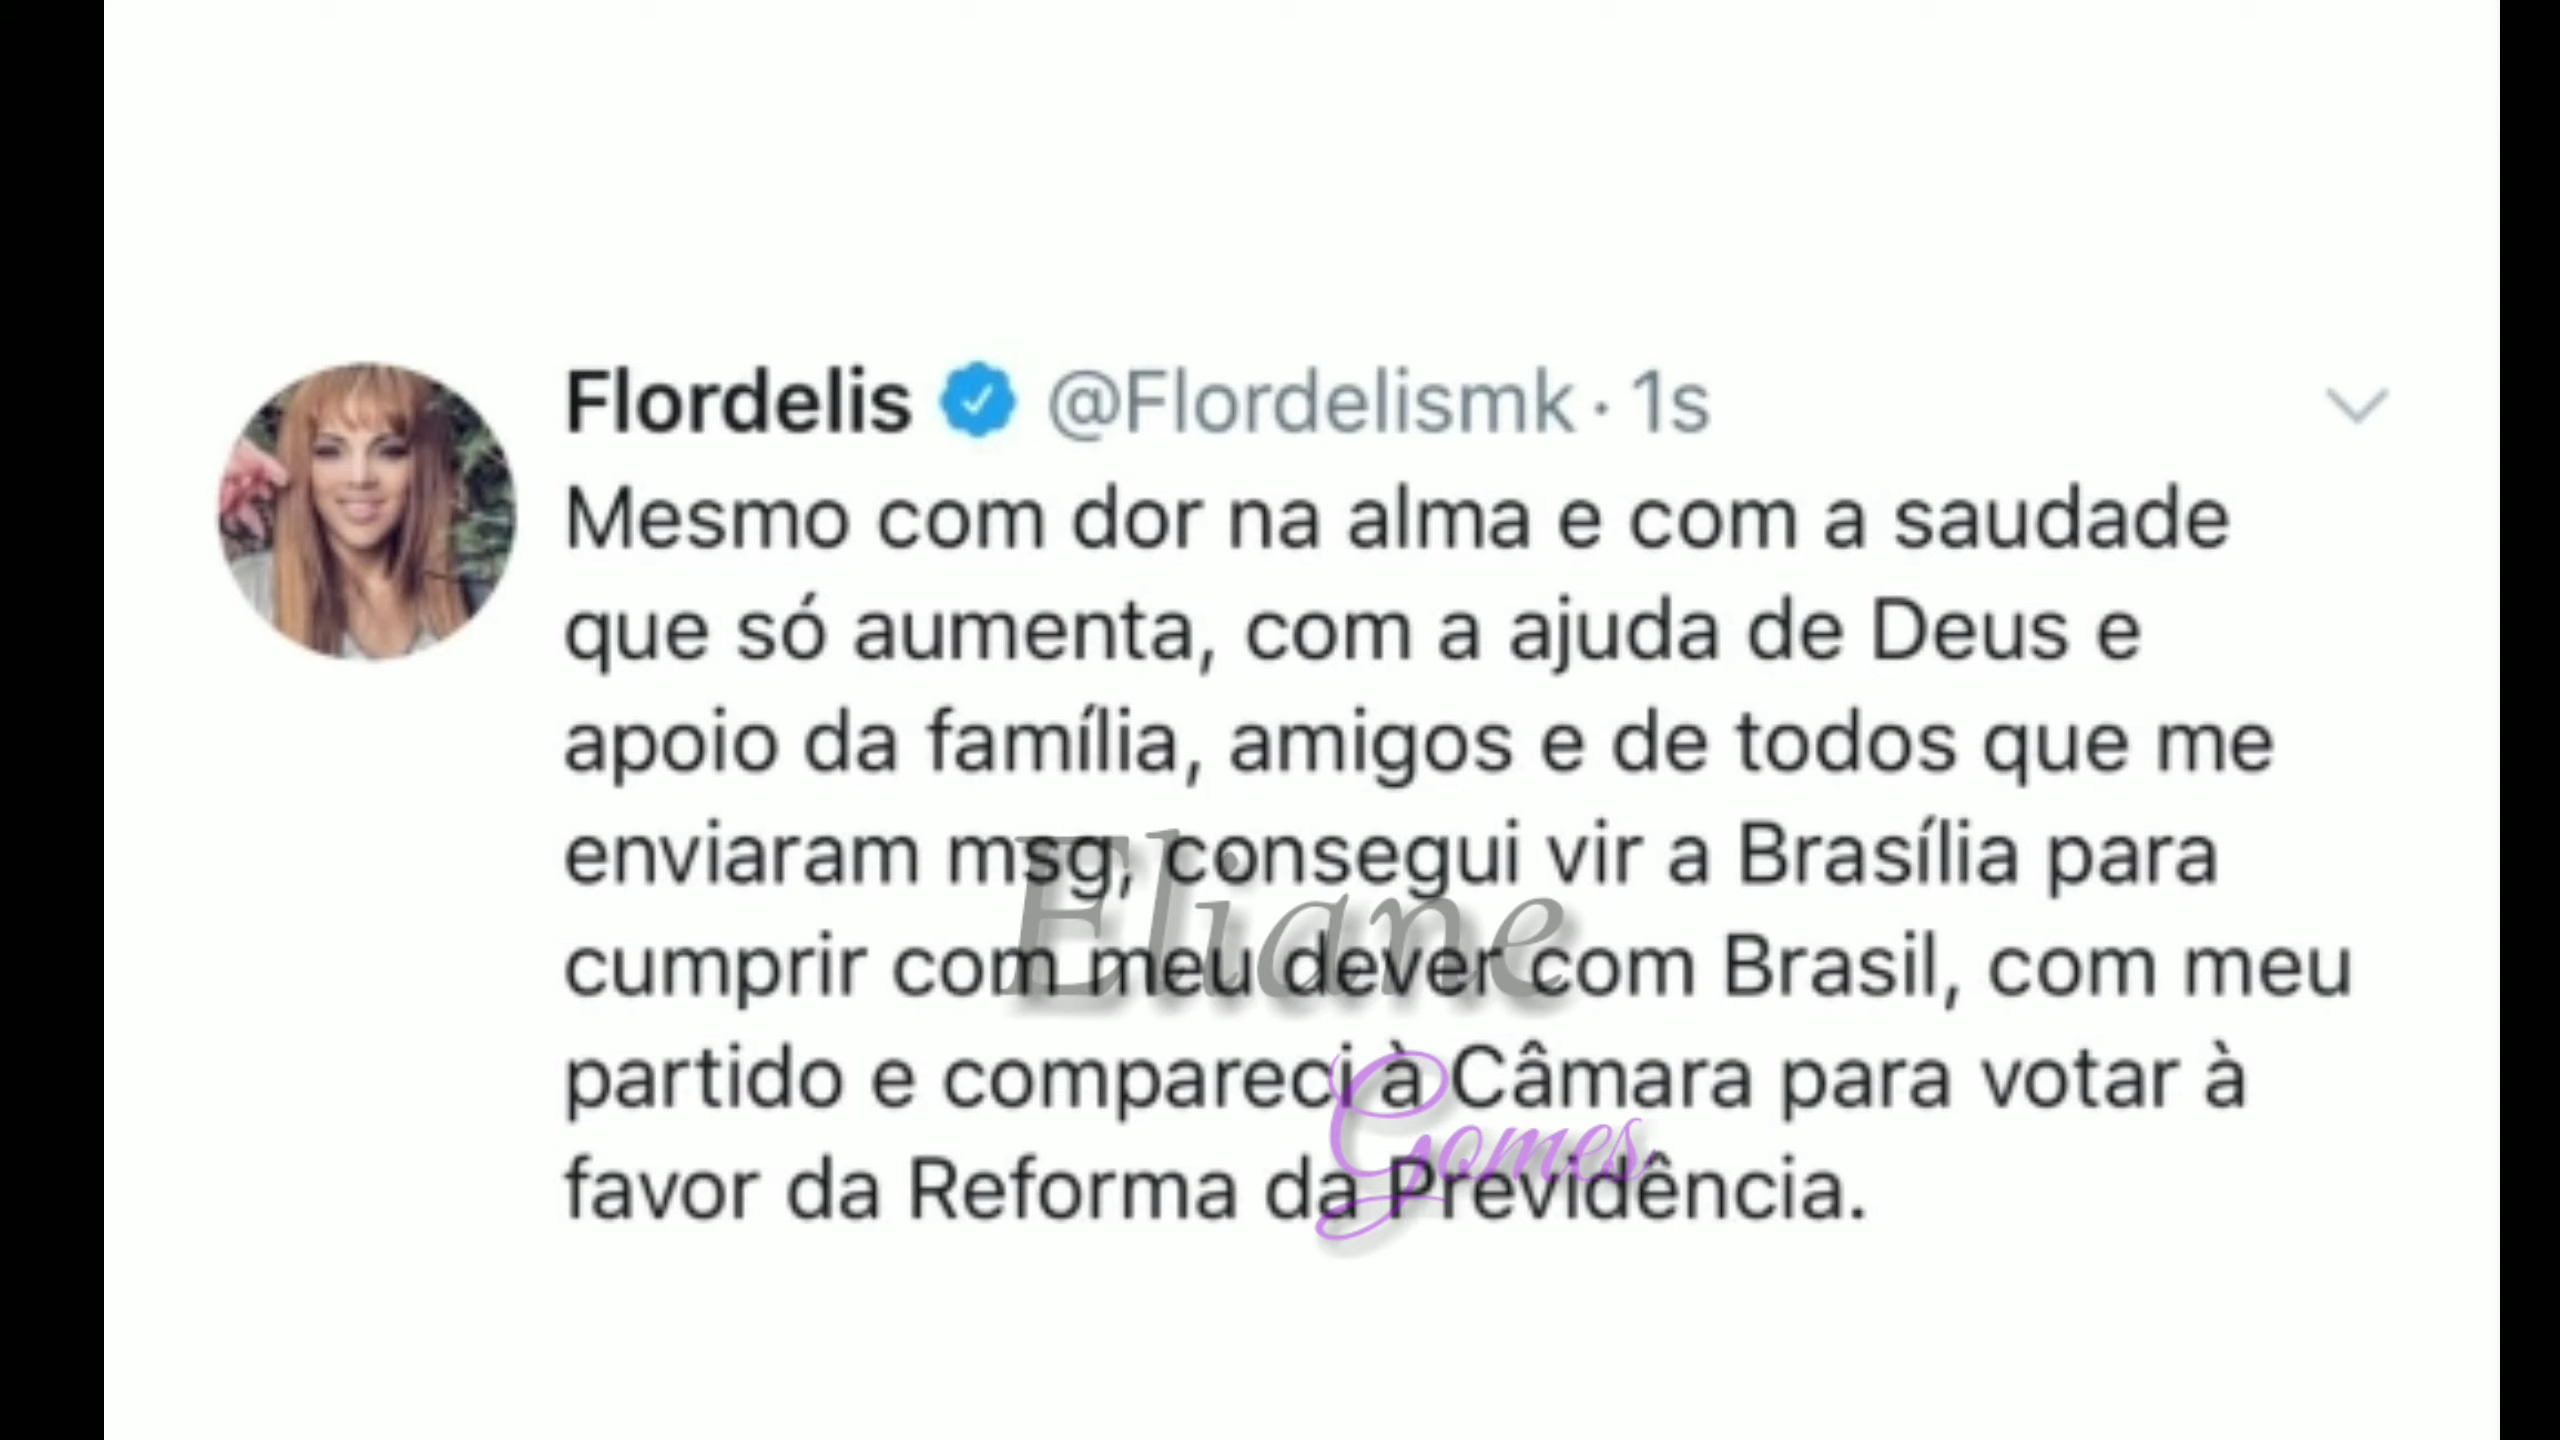 Flordelis @Flordelismk · 1s
Mesmo com dor na alma e com a saudade
que só aumenta, com a ajuda de Deus e
apoio da família, amigos e de todos que me
enviaram msg, consegui vir a Brasília para
cumprir com meu dever com Brasil, com meu
partido e compareci à Câmara para votar à
favor da Reforma da Previdência.
Eliane
Gomes